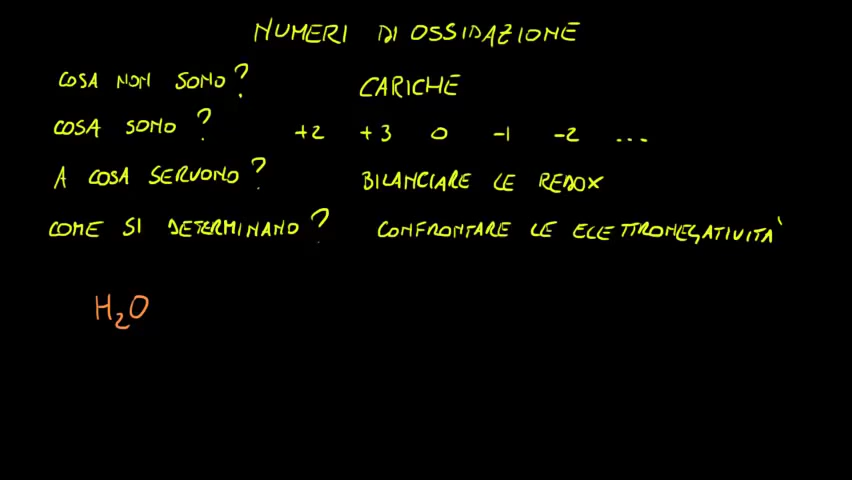 NUMERI DI OSSIDAZIONE
COSA NON SONO? CARICHE
COSA SONO? +2 +3 0 -1 -2 ...
A COSA SERVONO? BILANCIARE LE REDOX
COME SI DETERMINANO? CONFRONTARE LE ELETTRONEGATIVITÀ
H₂O